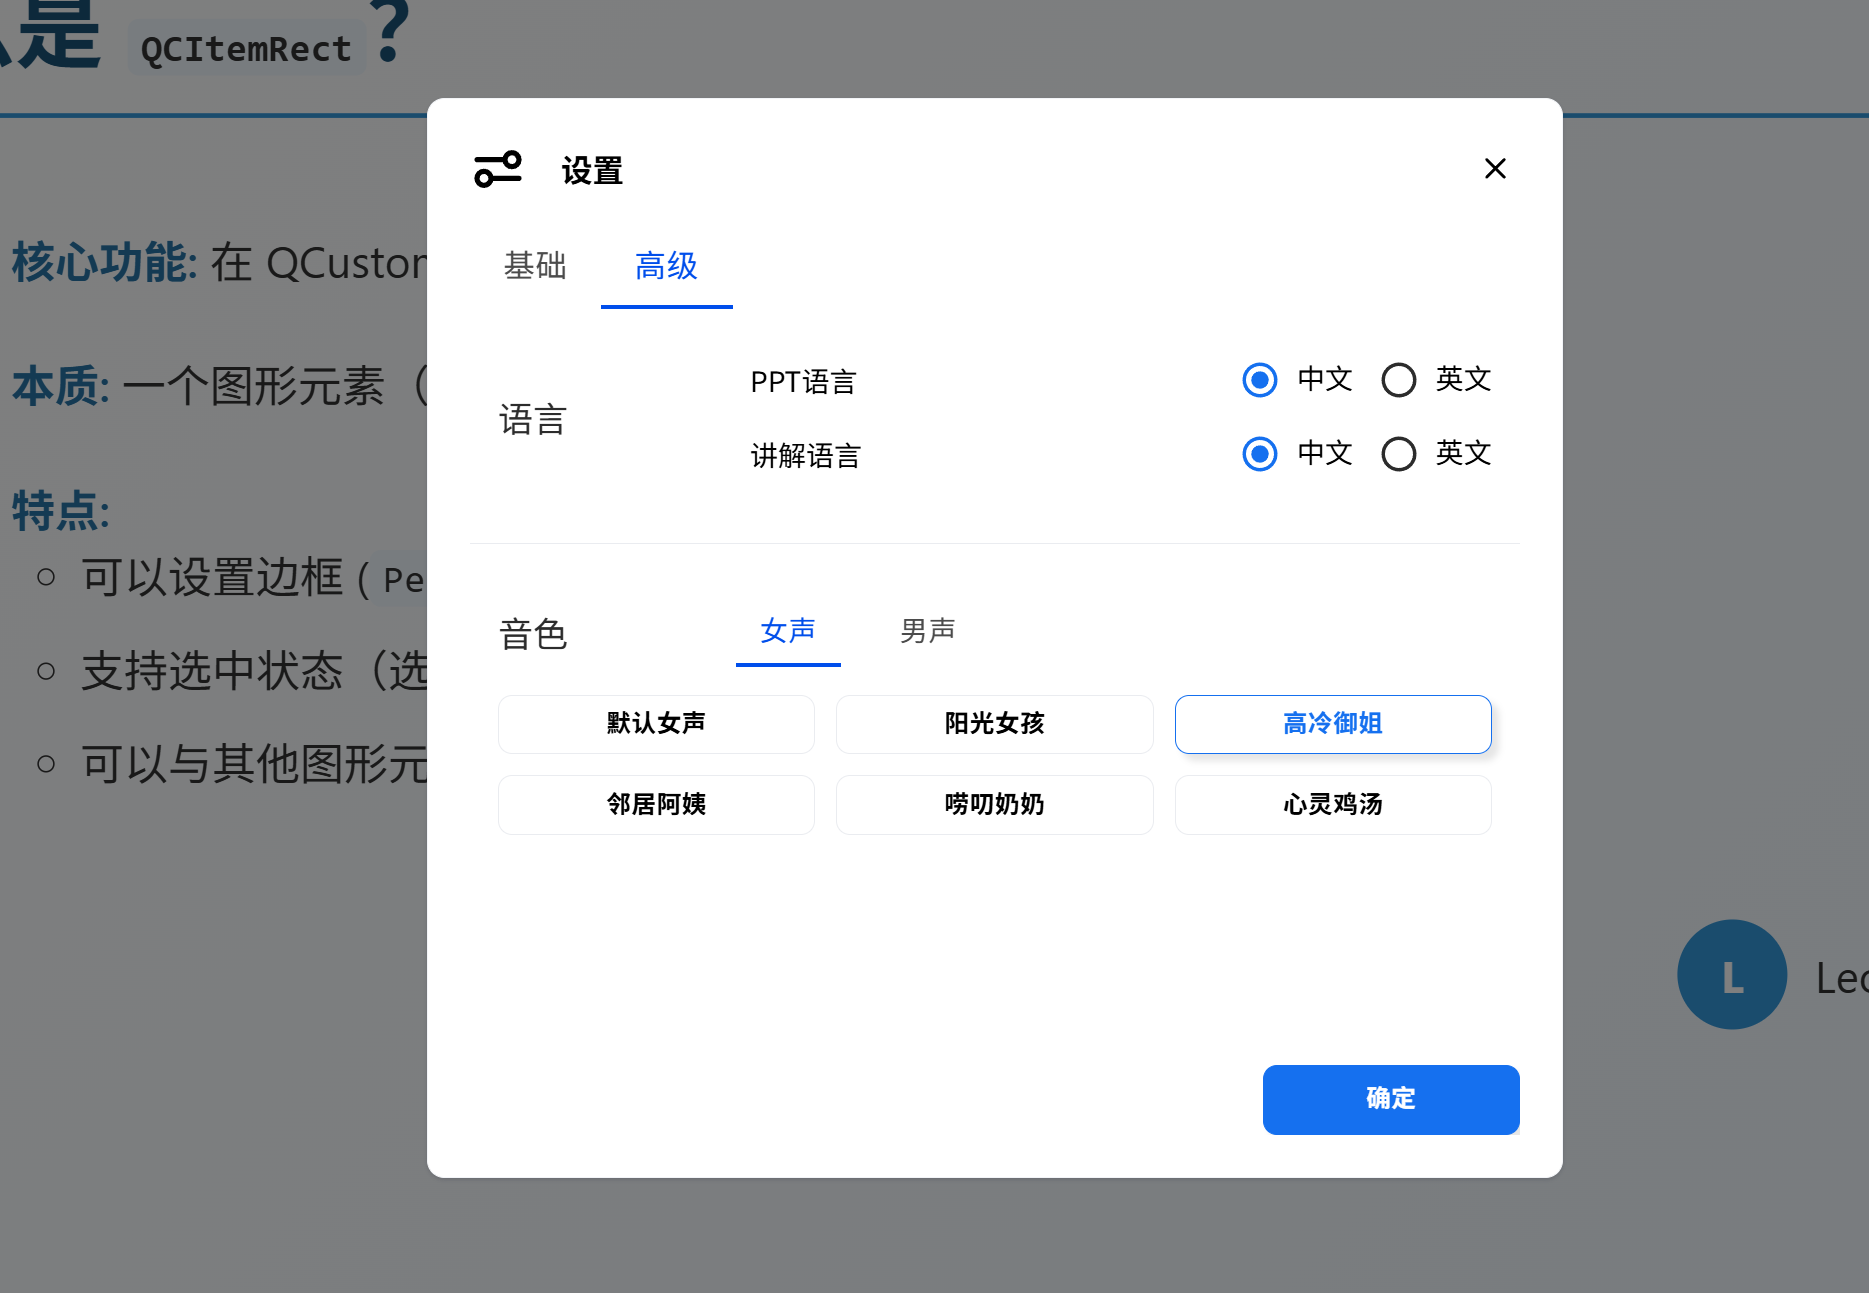 是 QCItemRect ?
设置
基础 高级
核心功能: 在 QCustom
PPT语言 中文 英文
本质: 一个图形元素（
语言
讲解语言 中文 英文
特点:
可以设置边框 ( Pe
音色 女声 男声
支持选中状态（选
默认女声 阳光女孩 高冷御姐
可以与其他图形元
邻居阿姨 唠叨奶奶 心灵鸡汤
L Lec
确定